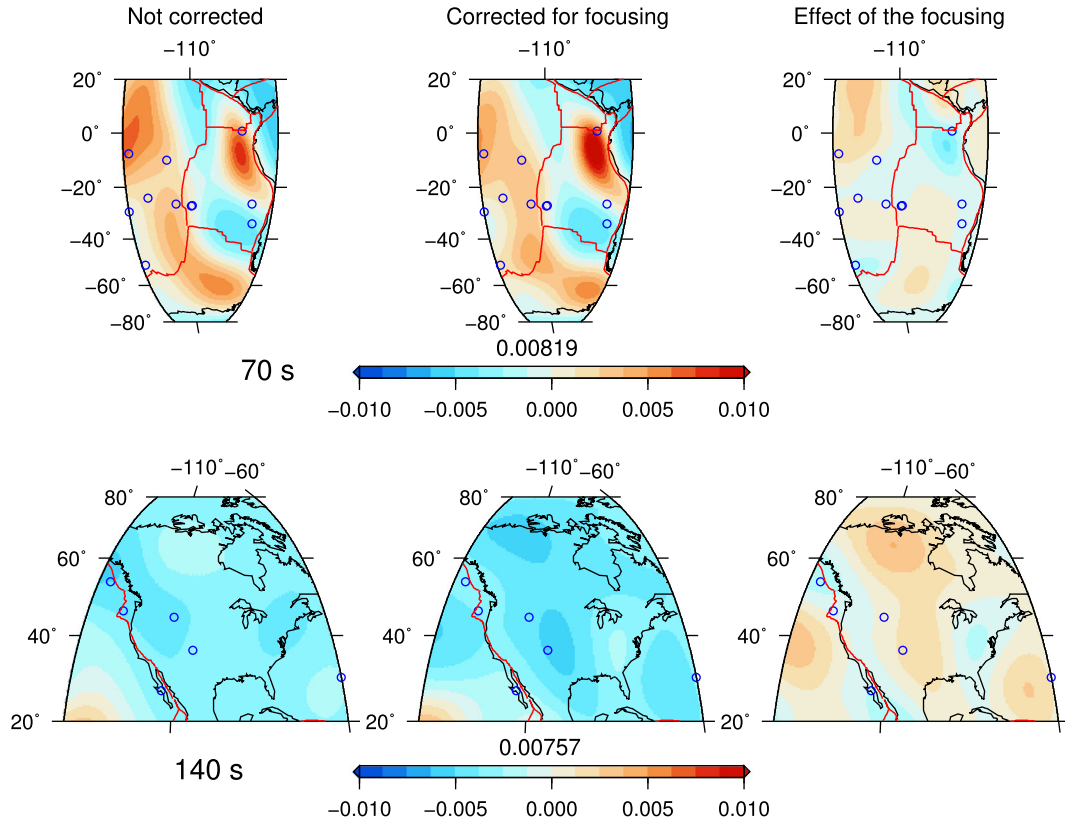 Not corrected Corrected for focusing Effect of the focusing
−110° −110° −110°
20° 20° 20°
0° 0° 0°
−20° −20° −20°
−40° −40° −40°
−60° −60° −60°
−80° −80° −80°
0.00819
70 s
−0.010 −0.005 0.000 0.005 0.010
−110° −60° −110° −60° −110° −60°
80° 80° 80°
60° 60° 60°
40° 40° 40°
20° 20° 20°
0.00757
140 s
−0.010 −0.005 0.000 0.005 0.010